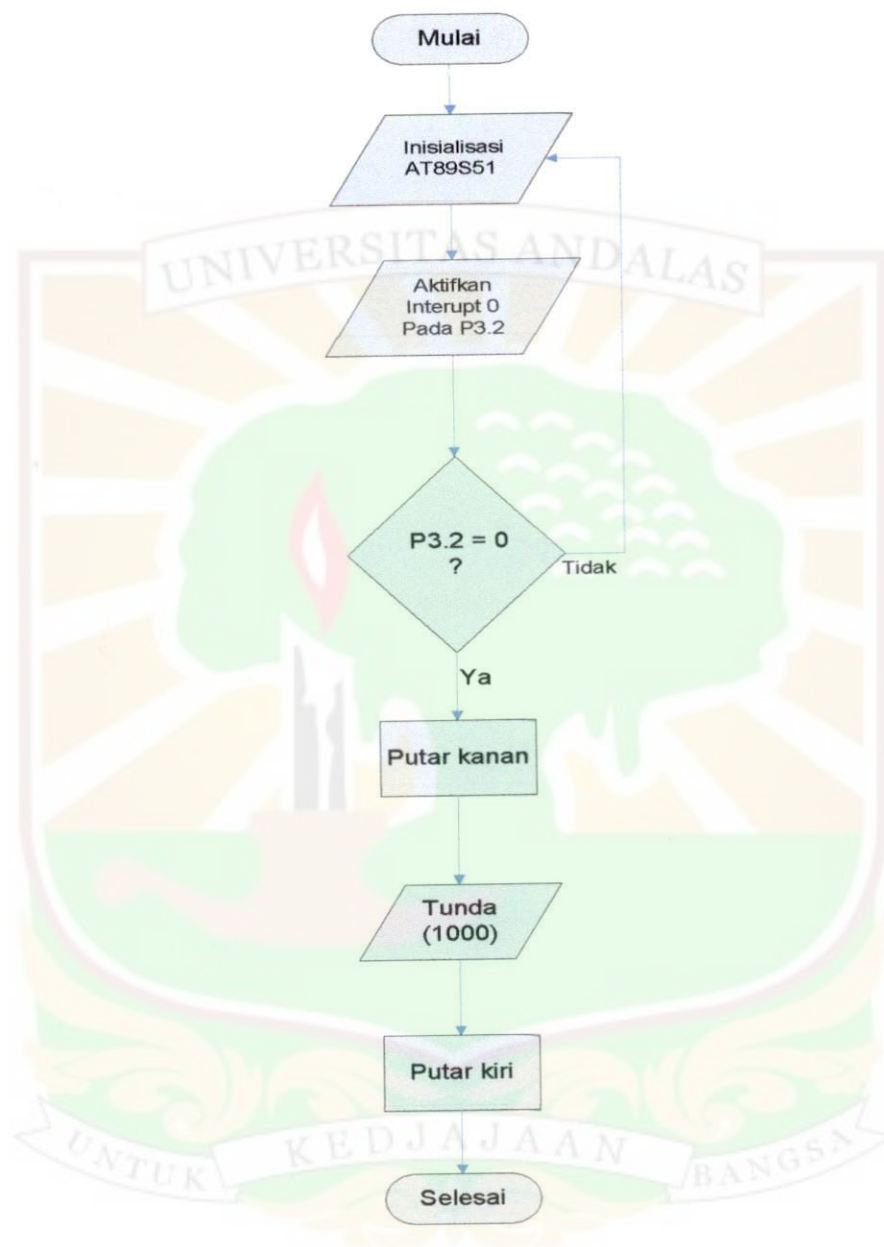 Mulai
Inisialisasi
AT89S51
UNIVERSITAS ANDALAS
Aktifkan
Interupt 0
Pada P3.2
P3.2 = 0
?
Tidak
Ya
Putar kanan
Tunda
(1000)
Putar kiri
UNTUK KEDJAJAAN BANGSA
Selesai